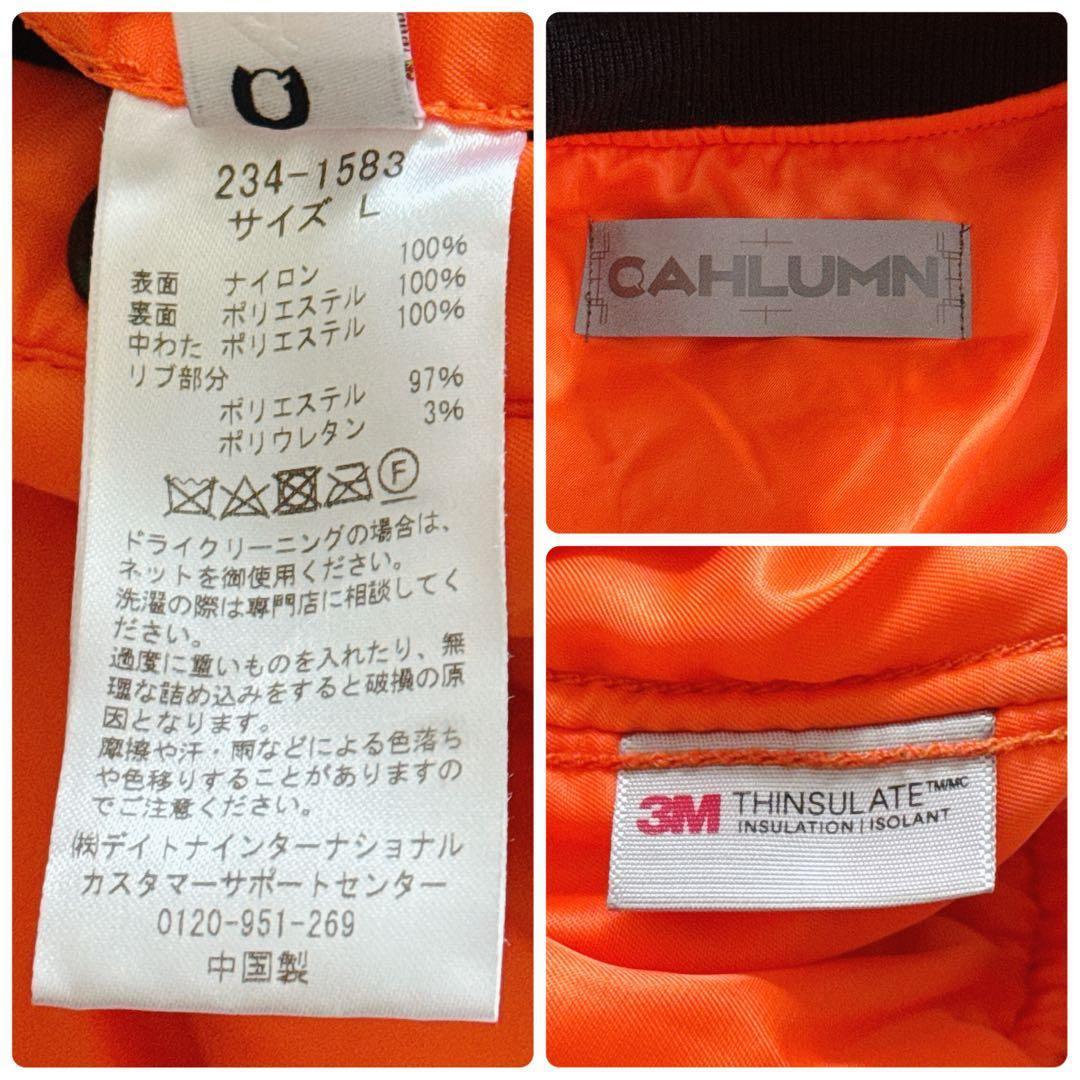 234-1583
サイズ L
100%
表面 ナイロン 100%
裏面 ポリエステル 100%
中わた ポリエステル
リブ部分 97%
ポリエステル 3%
ポリウレタン
F
ドライクリーニングの場合は、
ネットを御使用ください。
洗濯の際は専門店に相談してく
ださい。
過度に重いものを入れたり、無
理な詰め込みをすると破損の原
因となります。
摩擦や汗・雨などによる色落ち
や色移りすることがありますの
でご注意ください。
㈱デイトナインターナショナル
カスタマーサポートセンター
0120-951-269
中国製
CAHLUMN
3M THINSULATE™/MC
INSULATION | ISOLANT